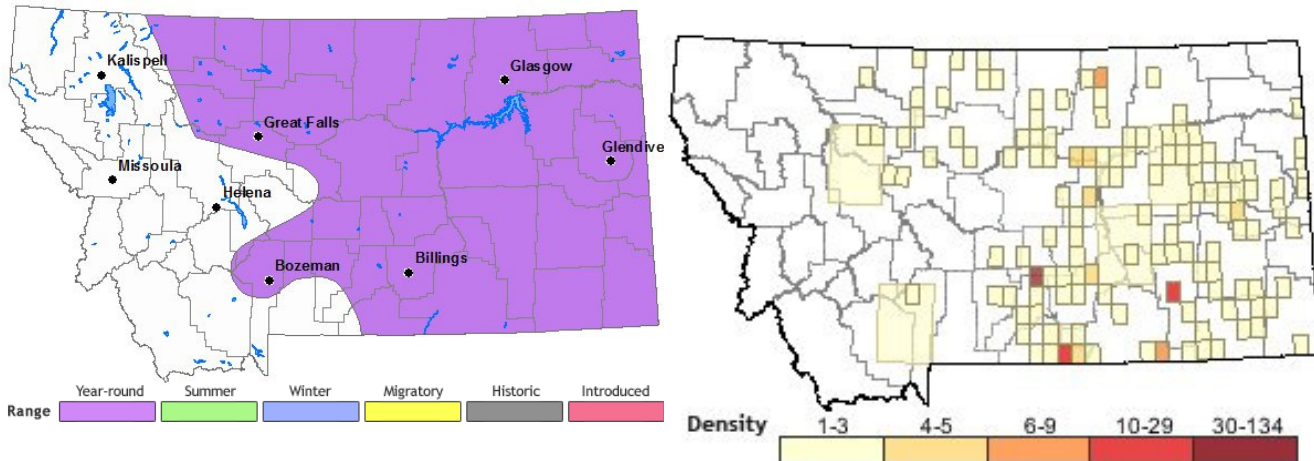 Kalispell
Glasgow
Great Falls
Glendive
Missoula
Helena
Bozeman
Billings
Range Year-round Summer Winter Migratory Historic Introduced
Density 1-3 4-5 6-9 10-29 30-134